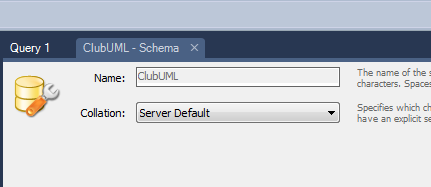 Query 1
ClubUML - Schema
Name:
ClubUML
The name of the s
characters. Spaces
Collation:
Server Default
Specifies which ch
have an explicit se